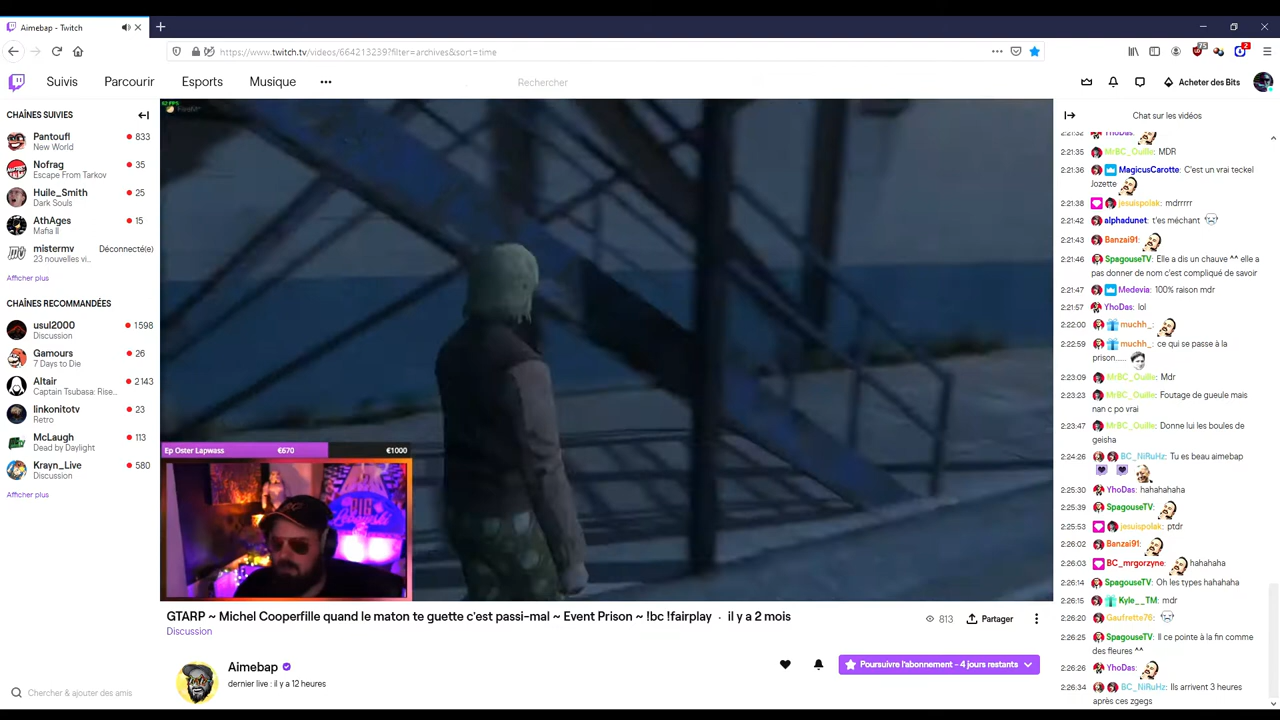 Aimebap - Twitch
https://www.twitch.tv/videos/664213239?filter=archives&sort=time
75
2
Suivis
Parcourir
Esports
Musique
Rechercher
Acheter des Bits
CHAÎNES SUIVIES
Pantoufl
833
New World
Nofrag
35
Escape From Tarkov
Huile_Smith
25
Dark Souls
AthAges
15
Mafia II
mistermv
Déconnecté(e)
23 nouvelles vi...
Afficher plus
CHAÎNES RECOMMANDÉES
usul2000
1 598
Discussion
Gamours
26
7 Days to Die
Altair
2 143
Captain Tsubasa: Rise...
linkonitotv
23
Retro
McLaugh
113
Dead by Daylight
Krayn_Live
580
Discussion
Afficher plus
Chercher & ajouter des amis
Ep Oster Lapwass
€670
€1000
GTARP ~ Michel Cooperfille quand le maton te guette c'est passi-mal ~ Event Prison ~ !bc !fairplay · il y a 2 mois
Discussion
813
Partager
Aimebap
dernier live : il y a 12 heures
Poursuivre l'abonnement - 4 jours restants
Chat sur les vidéos
2:21:32 YhoDas:
2:21:35 MrBC_Ouille: MDR
2:21:36 MagicusCarotte: C'est un vrai teckel
Jozette
2:21:38 jesuispolak: mdrrrrr
2:21:42 alphadunet: t'es méchant
2:21:43 Banzai91:
2:21:46 SpagouseTV: Elle a dis un chauve ^^ elle a
pas donner de nom c'est compliqué de savoir
2:21:47 Medevia: 100% raison mdr
2:21:57 YhoDas: lol
2:22:00 muchh_:
2:22:59 muchh_: ce qui se passe à la
prison......
2:23:09 MrBC_Ouille: Mdr
2:23:23 MrBC_Ouille: Foutage de gueule mais
nan c po vrai
2:23:47 MrBC_Ouille: Donne lui les boules de
geisha
2:24:26 BC_NiRuHz: Tu es beau aimebap
2:25:30 YhoDas: hahahahaha
2:25:39 SpagouseTV:
2:25:53 jesuispolak: ptdr
2:26:02 Banzai91:
2:26:03 BC_mrgorzyne: hahahaha
2:26:14 SpagouseTV: Oh les types hahahaha
2:26:15 Kyle__TM: mdr
2:26:20 Gaufrette76:
2:26:25 SpagouseTV: Il ce pointe à la fin comme
des fleures ^^
2:26:26 YhoDas:
2:26:34 BC_NiRuHz: Ils arrivent 3 heures
après ces zgegs